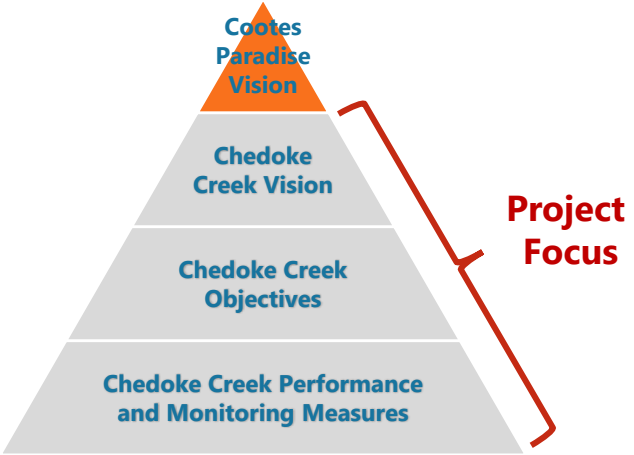 Cootes
Paradise
Vision
Chedoke
Creek Vision
Project
Focus
Chedoke Creek
Objectives
Chedoke Creek Performance
and Monitoring Measures